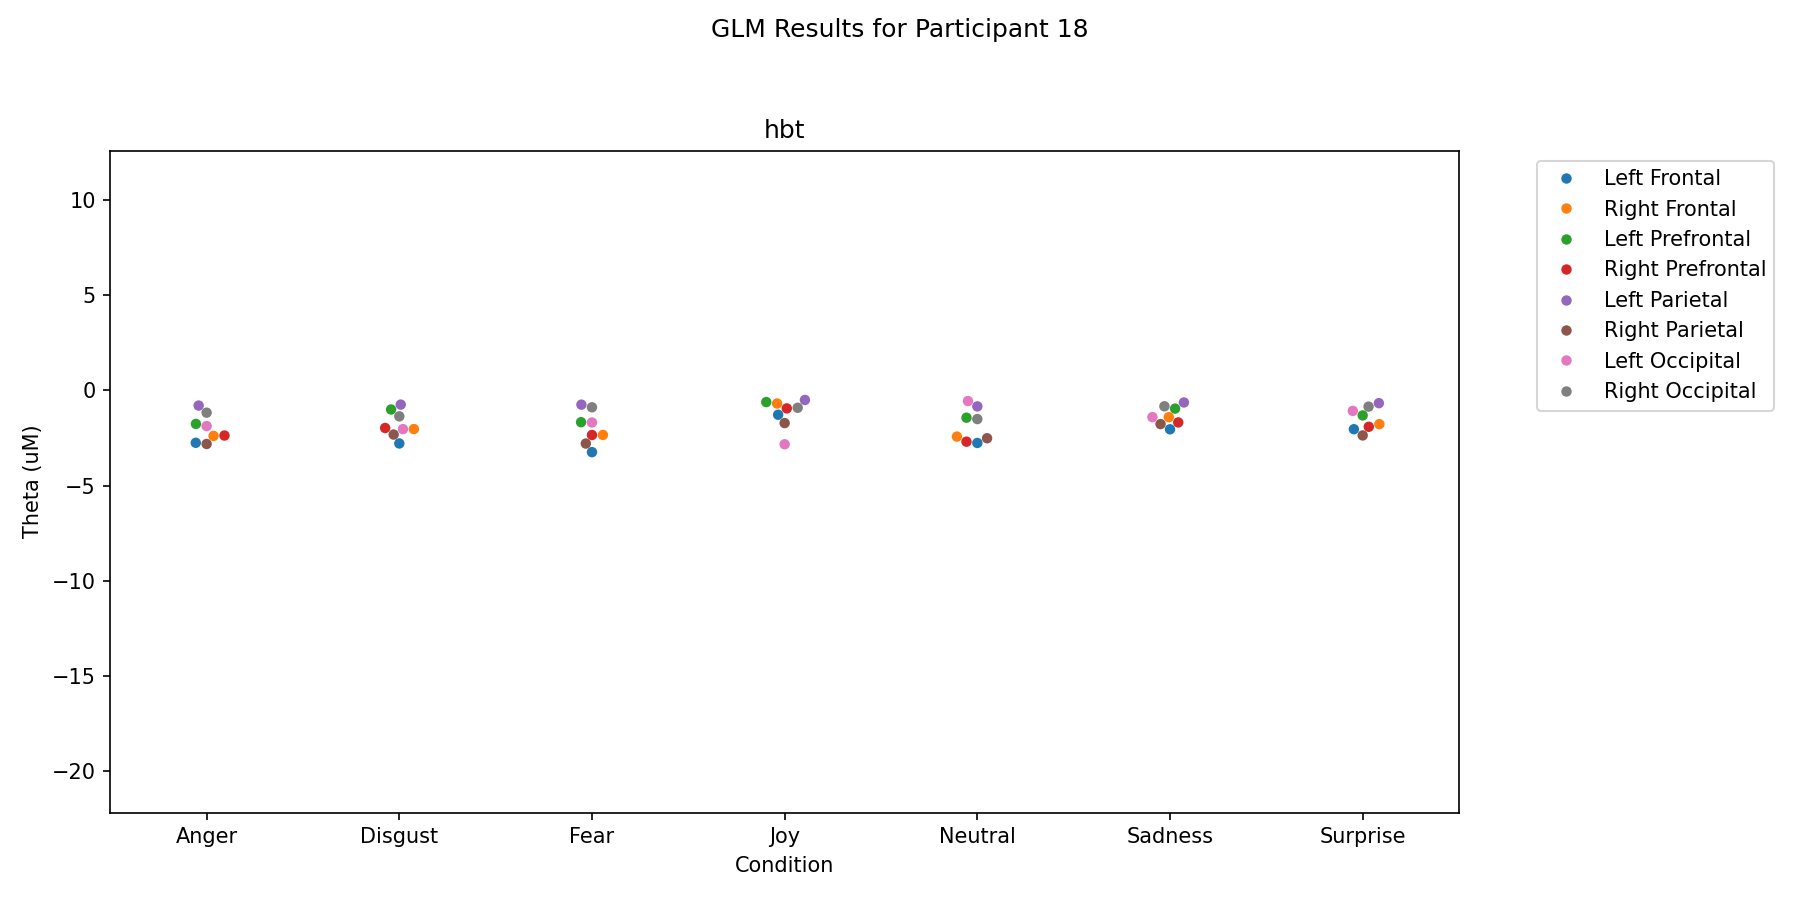 GLM Results for Participant 18
hbt
10
5
0
−5
−10
−15
−20
Theta (uM)
Anger
Disgust
Fear
Joy
Neutral
Sadness
Surprise
Condition
Left Frontal
Right Frontal
Left Prefrontal
Right Prefrontal
Left Parietal
Right Parietal
Left Occipital
Right Occipital